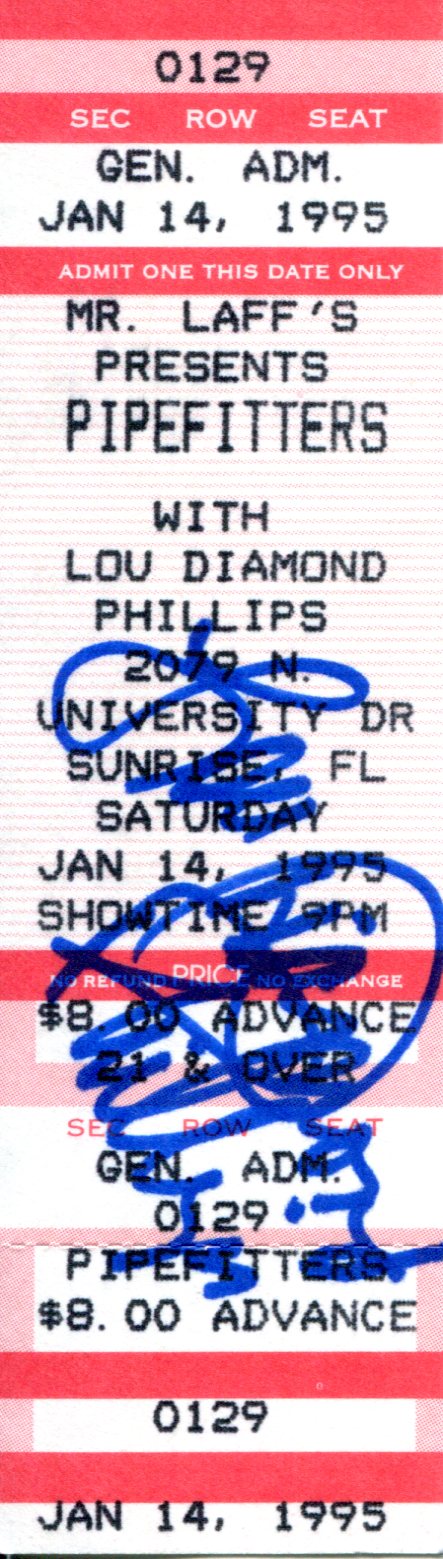 0129
SEC ROW SEAT
GEN. ADM.
JAN 14, 1995
ADMIT ONE THIS DATE ONLY
MR. LAFF'S
PRESENTS
PIPEFITTERS
WITH
LOU DIAMOND
PHILLIPS
2079 N.
UNIVERSITY DR
SUNRISE, FL
SATURDAY
JAN 14, 1995
SHOWTIME 9PM
NO REFUND PRICE NO EXCHANGE
$8.00 ADVANCE
21 & OVER
SEC ROW SEAT
GEN. ADM.
0129
PIPEFITTERS
$8.00 ADVANCE
0129
JAN 14, 1995